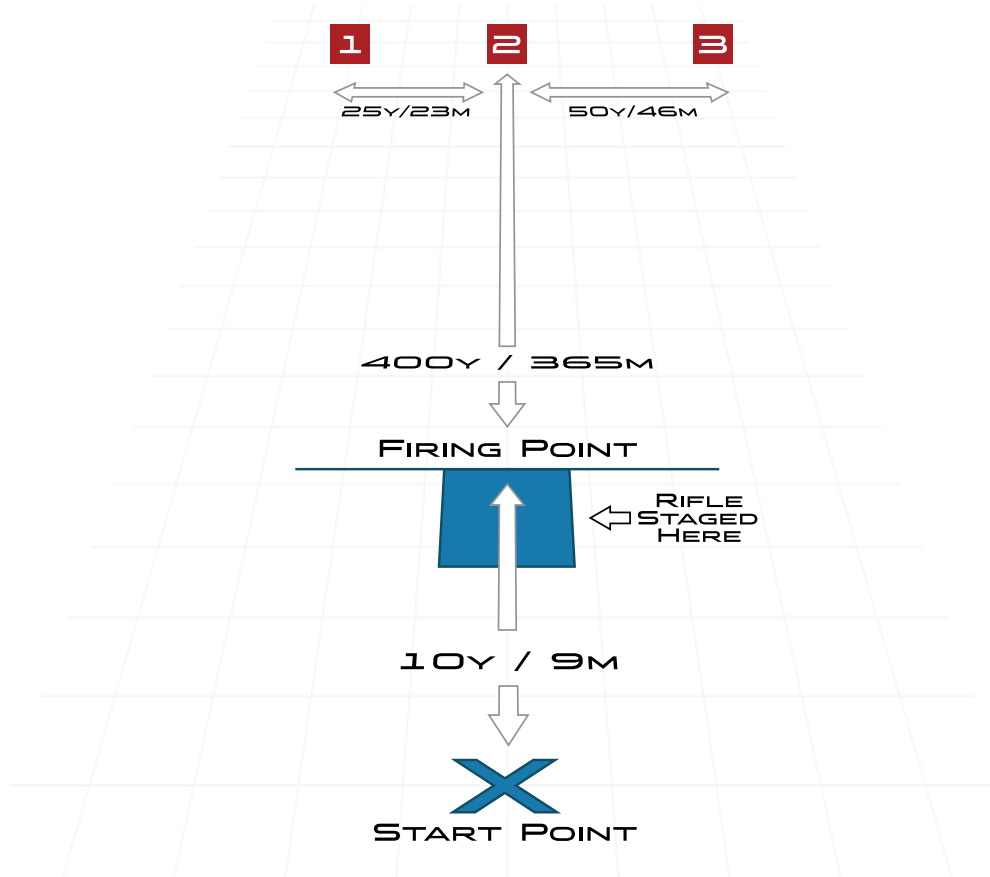 1 2 3
25Y/23M 50Y/46M
400Y / 365M
Firing Point
Rifle
Staged
Here
10Y / 9M
Start Point